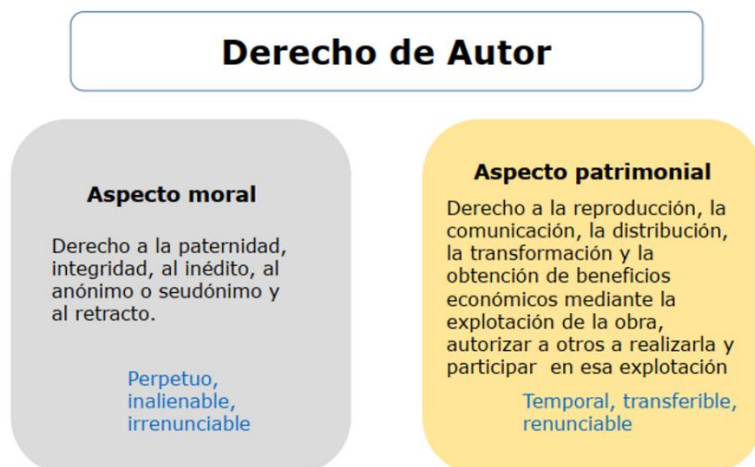 Derecho de Autor
Aspecto moral
Derecho a la paternidad,
integridad, al inédito, al
anónimo o seudónimo y
al retracto.
Perpetuo,
inalienable,
irrenunciable
Aspecto patrimonial
Derecho a la reproducción, la
comunicación, la distribución,
la transformación y la
obtención de beneficios
económicos mediante la
explotación de la obra,
autorizar a otros a realizarla y
participar en esa explotación
Temporal, transferible,
renunciable